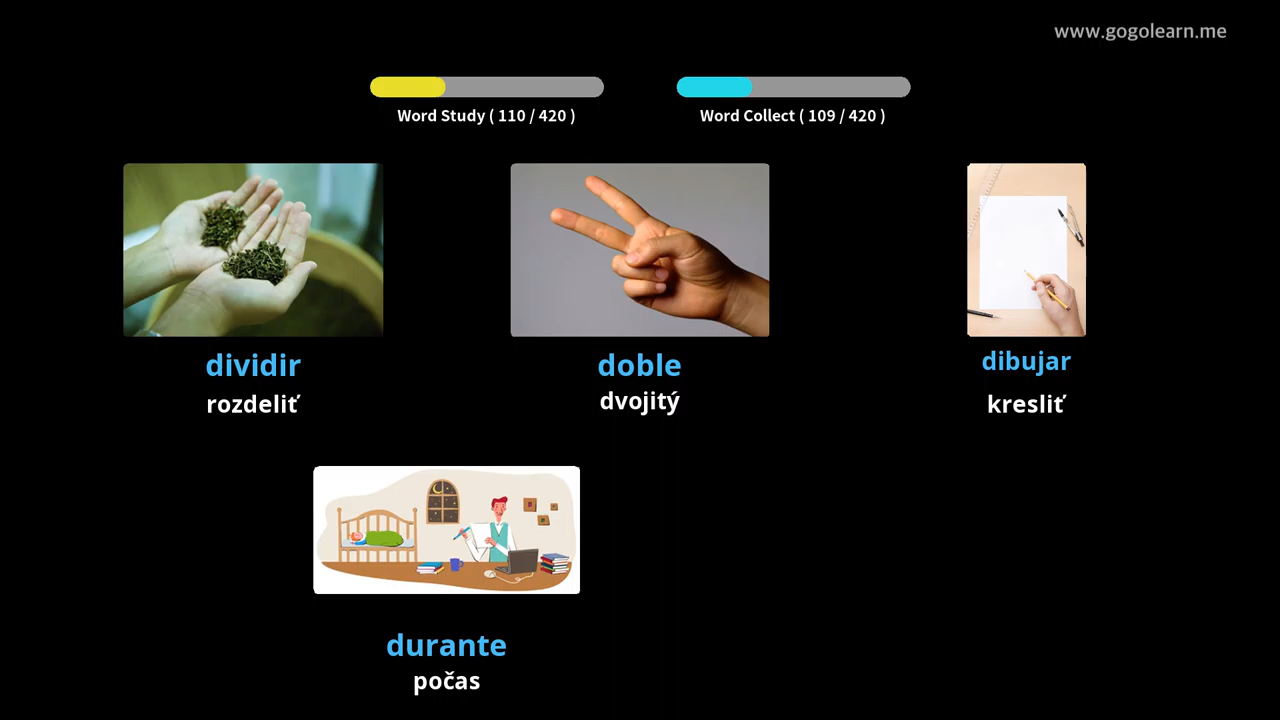 www.gogolearn.me
Word Study ( 110 / 420 )
Word Collect ( 109 / 420 )
dividir
rozdeliť
doble
dvojitý
dibujar
kresliť
durante
počas